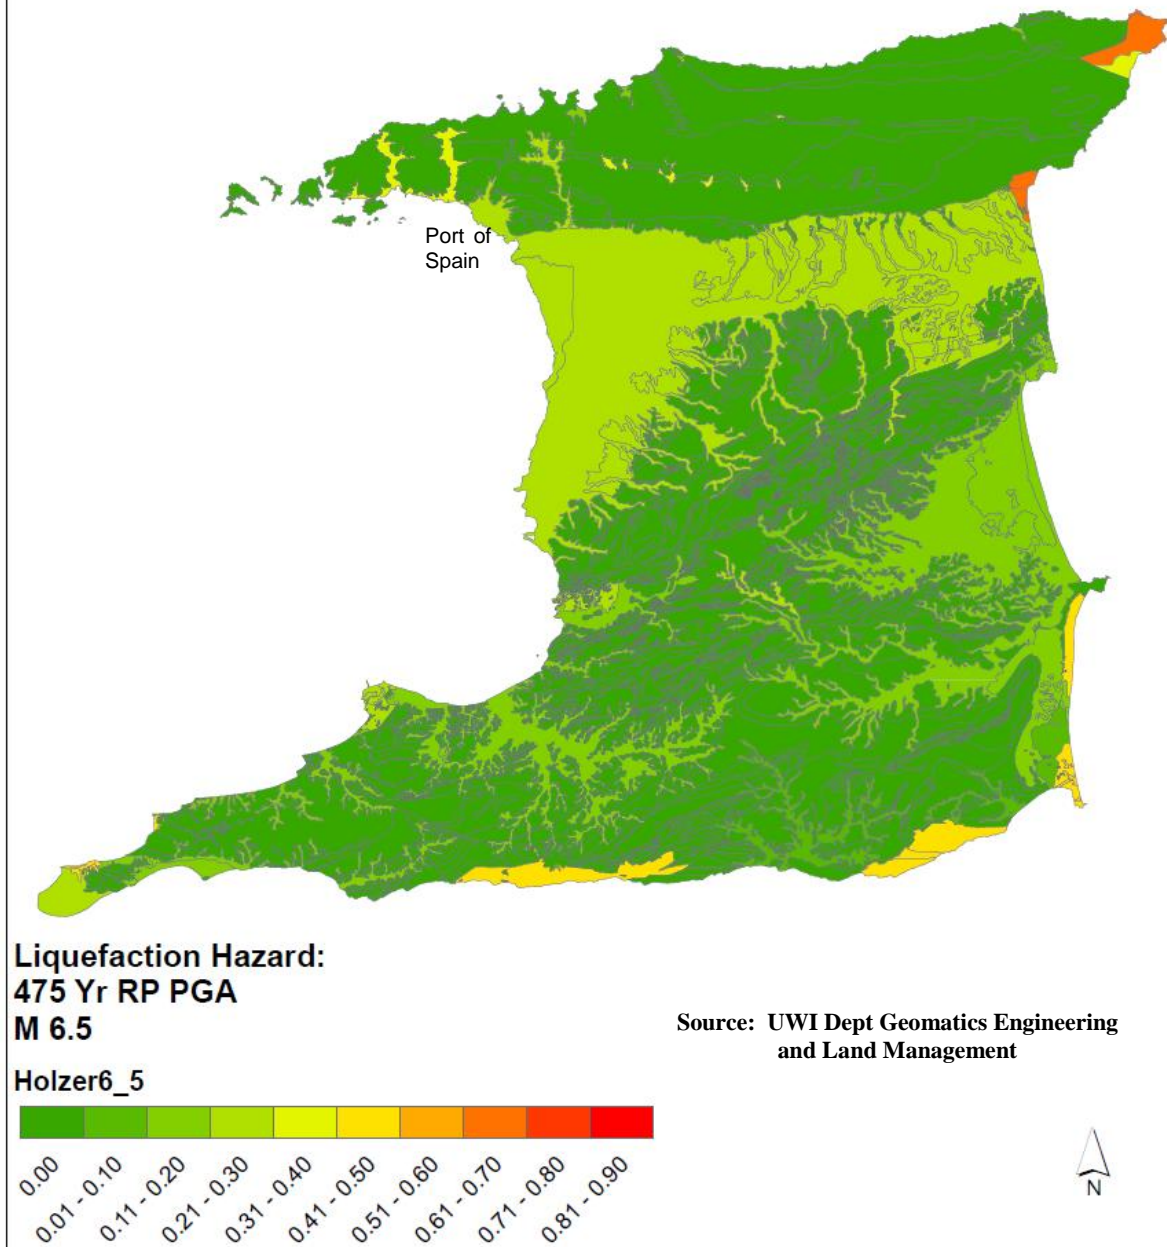 Port of
Spain
Liquefaction Hazard:
475 Yr RP PGA
M 6.5
Source: UWI Dept Geomatics Engineering
and Land Management
Holzer6_5
0.00
0.01 - 0.10
0.11 - 0.20
0.21 - 0.30
0.31 - 0.40
0.41 - 0.50
0.51 - 0.60
0.61 - 0.70
0.71 - 0.80
0.81 - 0.90
N